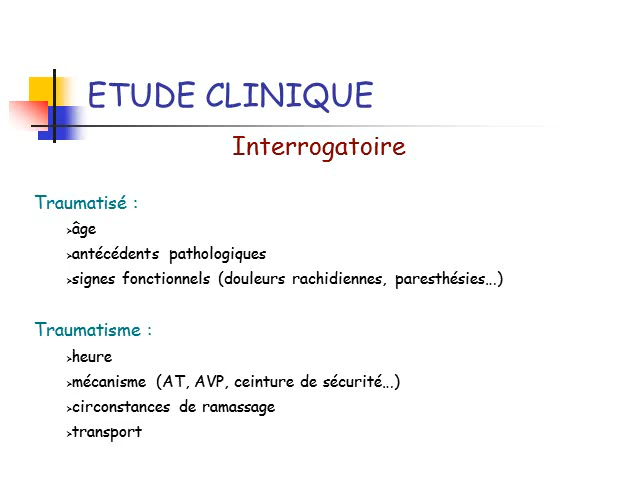 ETUDE CLINIQUE
Interrogatoire
Traumatisé :
➢âge
➢antécédents pathologiques
➢signes fonctionnels (douleurs rachidiennes, paresthésies…)
Traumatisme :
➢heure
➢mécanisme (AT, AVP, ceinture de sécurité…)
➢circonstances de ramassage
➢transport